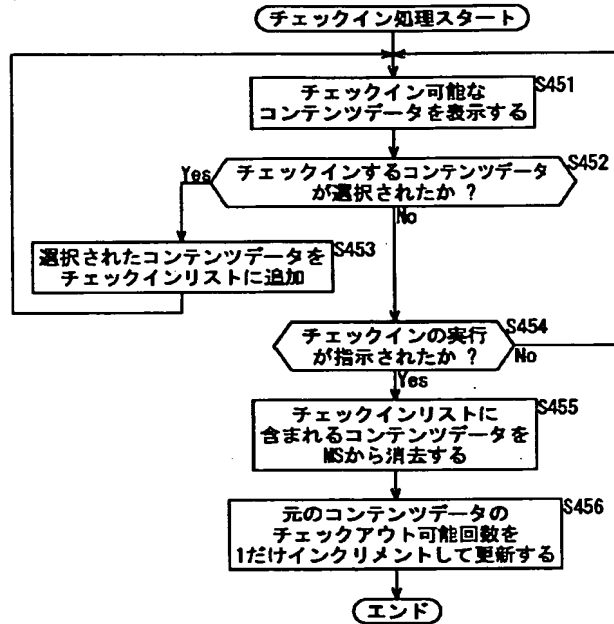 チェックイン処理スタート
S451
チェックイン可能な
コンテンツデータを表示する
S452
チェックインするコンテンツデータ
が選択されたか ?
Yes
No
S453
選択されたコンテンツデータを
チェックインリストに追加
S454
チェックインの実行
が指示されたか ?
No
Yes
S455
チェックインリストに
含まれるコンテンツデータを
MSから消去する
S456
元のコンテンツデータの
チェックアウト可能回数を
1だけインクリメントして更新する
エンド